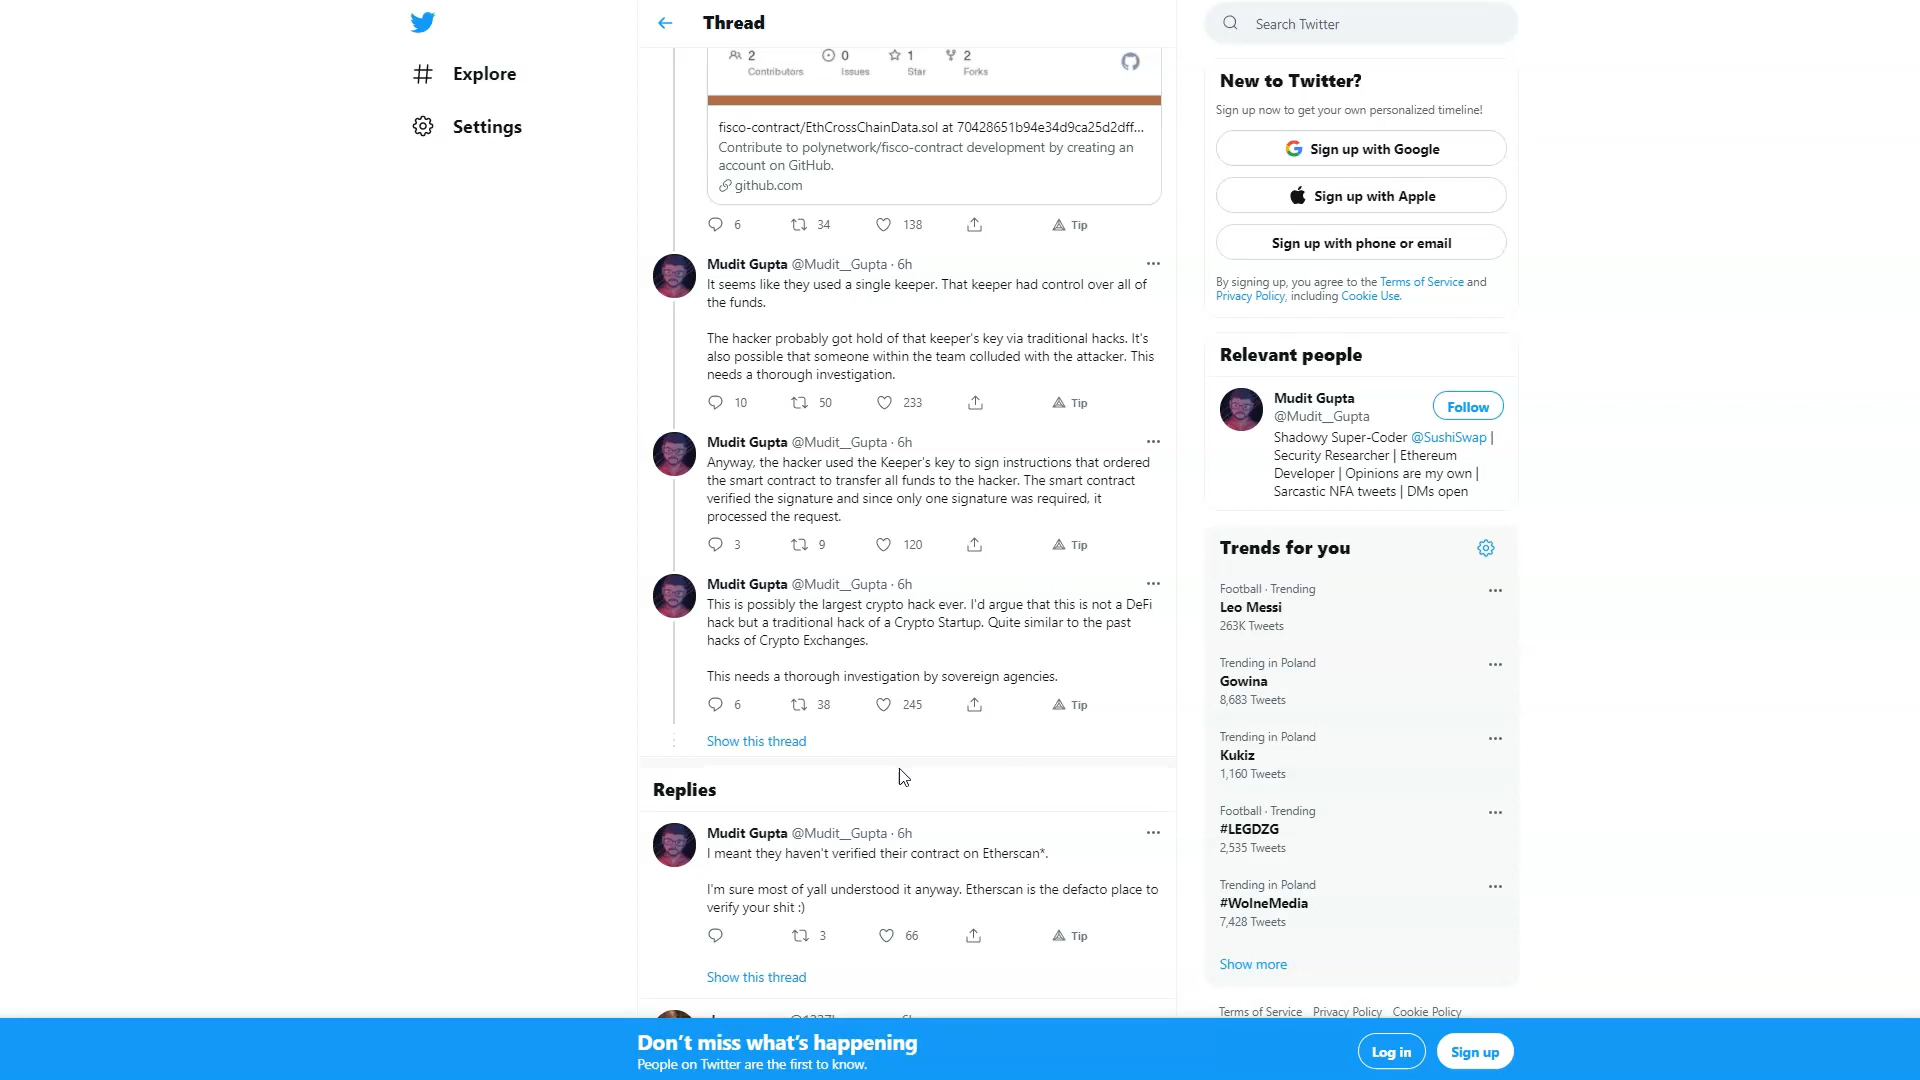 Explore
Settings
Thread
2
Contributors
0
Issues
1
Star
2
Forks
fisco-contract/EthCrossChainData.sol at 70428651b94e34d9ca25d2dff...
Contribute to polynetwork/fisco-contract development by creating an
account on GitHub.
github.com
6 34 138 Tip
Mudit Gupta @Mudit__Gupta · 6h
It seems like they used a single keeper. That keeper had control over all of
the funds.
The hacker probably got hold of that keeper's key via traditional hacks. It's
also possible that someone within the team colluded with the attacker. This
needs a thorough investigation.
10 50 233 Tip
Mudit Gupta @Mudit__Gupta · 6h
Anyway, the hacker used the Keeper's key to sign instructions that ordered
the smart contract to transfer all funds to the hacker. The smart contract
verified the signature and since only one signature was required, it
processed the request.
3 9 120 Tip
Mudit Gupta @Mudit__Gupta · 6h
This is possibly the largest crypto hack ever. I'd argue that this is not a DeFi
hack but a traditional hack of a Crypto Startup. Quite similar to the past
hacks of Crypto Exchanges.
This needs a thorough investigation by sovereign agencies.
6 38 245 Tip
Show this thread
Replies
Mudit Gupta @Mudit__Gupta · 6h
I meant they haven't verified their contract on Etherscan*.
I'm sure most of yall understood it anyway. Etherscan is the defacto place to
verify your shit :)
3 66 Tip
Show this thread
Search Twitter
New to Twitter?
Sign up now to get your own personalized timeline!
Sign up with Google
Sign up with Apple
Sign up with phone or email
By signing up, you agree to the Terms of Service and
Privacy Policy, including Cookie Use.
Relevant people
Mudit Gupta
@Mudit__Gupta
Follow
Shadowy Super-Coder @SushiSwap |
Security Researcher | Ethereum
Developer | Opinions are my own |
Sarcastic NFA tweets | DMs open
Trends for you
Football · Trending
Leo Messi
263K Tweets
Trending in Poland
Gowina
8,683 Tweets
Trending in Poland
Kukiz
1,160 Tweets
Football · Trending
#LEGDZG
2,535 Tweets
Trending in Poland
#WolneMedia
7,428 Tweets
Show more
Terms of Service Privacy Policy Cookie Policy
Don't miss what's happening
People on Twitter are the first to know.
Log in
Sign up